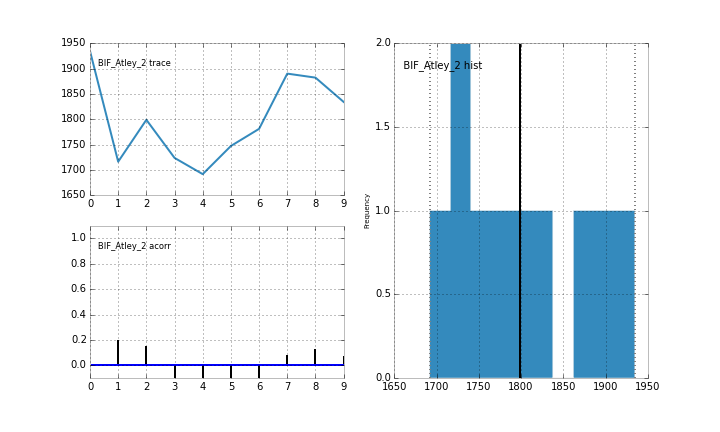 1950
1900
1850
1800
1750
1700
1650
BIF_Atley_2 trace
0 1 2 3 4 5 6 7 8 9
1.0
0.8
0.6
0.4
0.2
0.0
BIF_Atley_2 acorr
0 1 2 3 4 5 6 7 8 9
2.0
1.5
1.0
0.5
0.0
Frequency
BIF_Atley_2 hist
1650 1700 1750 1800 1850 1900 1950